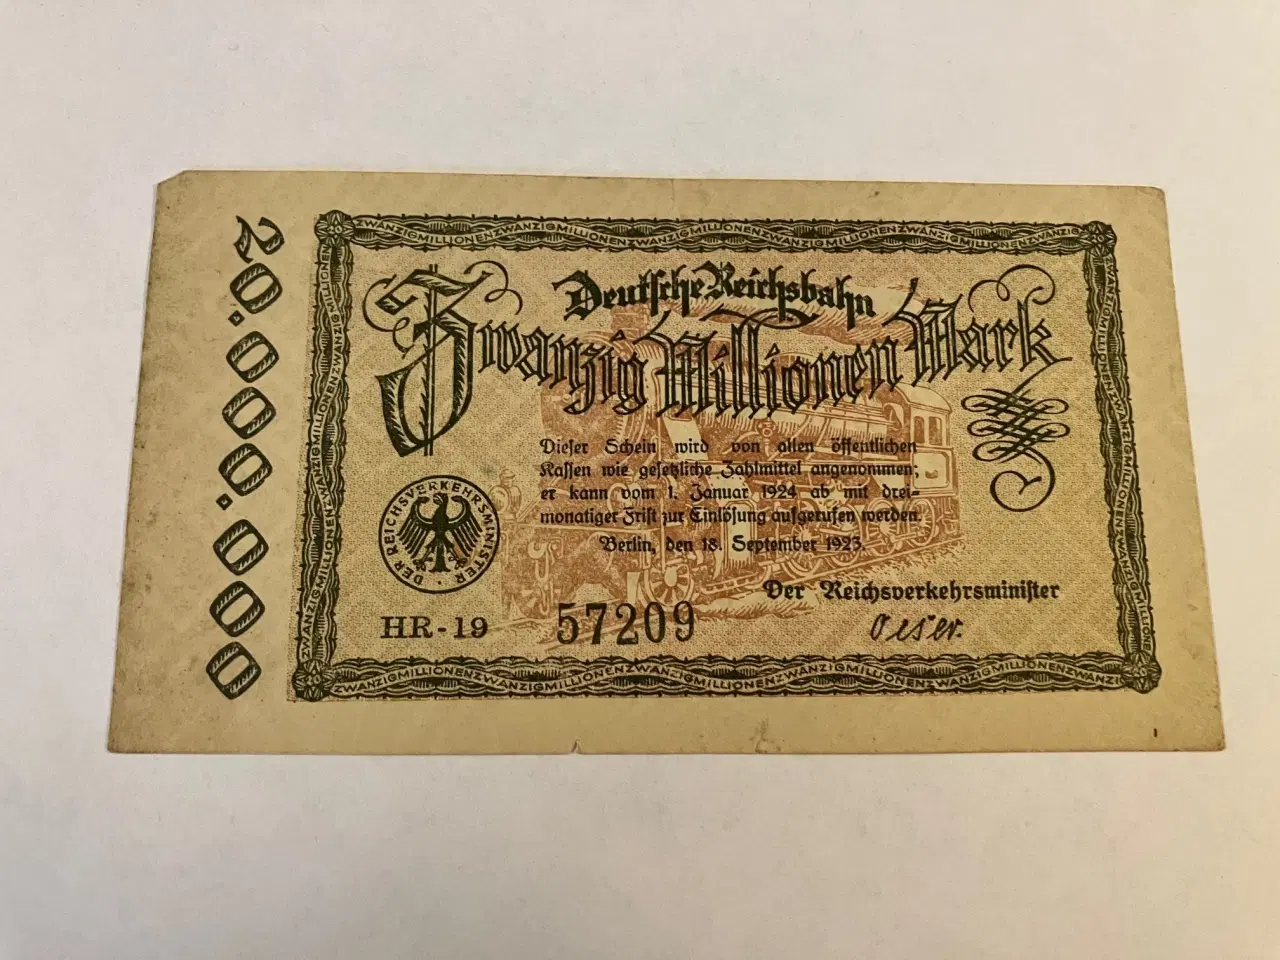 20.000.000
ZWANZIGMILLIONENZWANZIGMILLIONENZWANZIGMILLIONENZWANZIGMILLIONEN
Deutsche Reichsbahn
Zwanzig Millionen Mark
Dieser Schein wird von allen öffentlichen
Kassen wie gesetzliche Zahlmittel angenommen;
er kann vom 1. Januar 1924 ab mit drei-
monatiger Frist zur Einlösung aufgerufen werden.
Berlin, den 18. September 1923.
DER REICHSVERKEHRSMINISTER
Der Reichsverkehrsminister
HR-19
57209
Oeser.
ZWANZIGMILLIONENZWANZIGMILLIONENZWANZIGMILLIONENZWANZIGMILLIONENZWANZIG